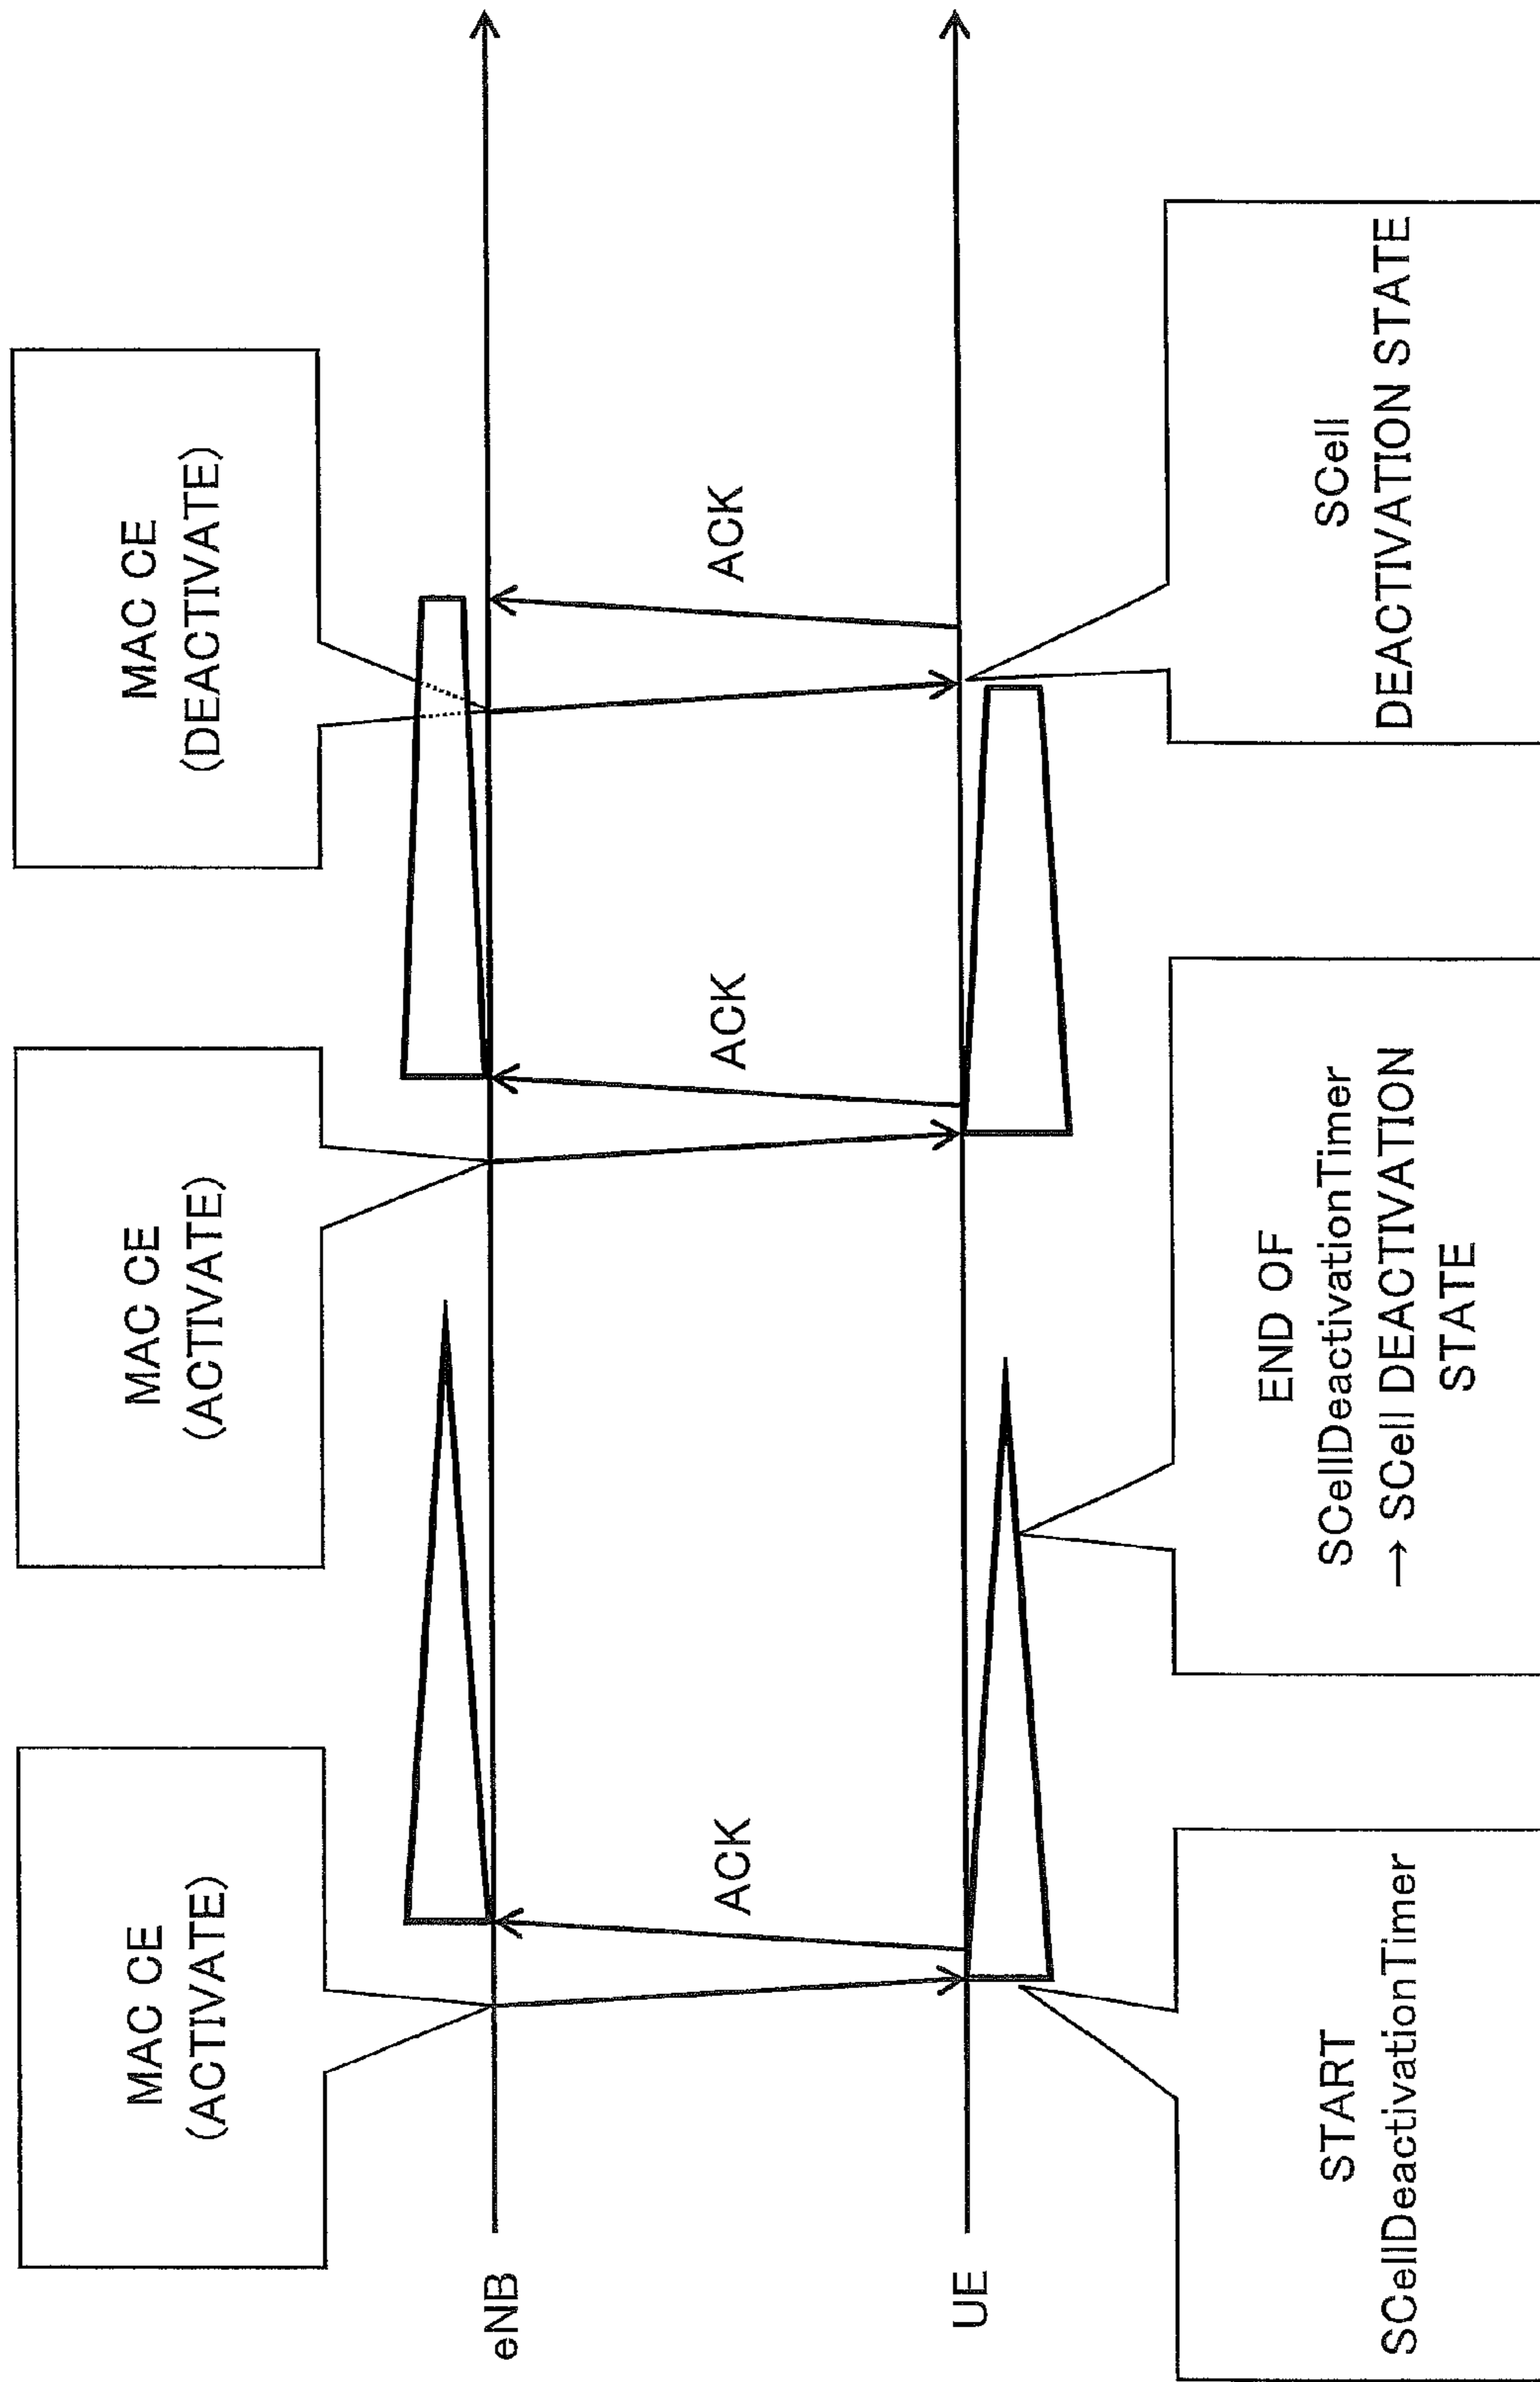 MAC CE
(ACTIVATE)
MAC CE
(ACTIVATE)
MAC CE
(DEACTIVATE)
eNB
ACK
ACK
ACK
UE
START
SCellDeactivationTimer
END OF
SCellDeactivationTimer
→ SCell DEACTIVATION
STATE
SCell
DEACTIVATION STATE